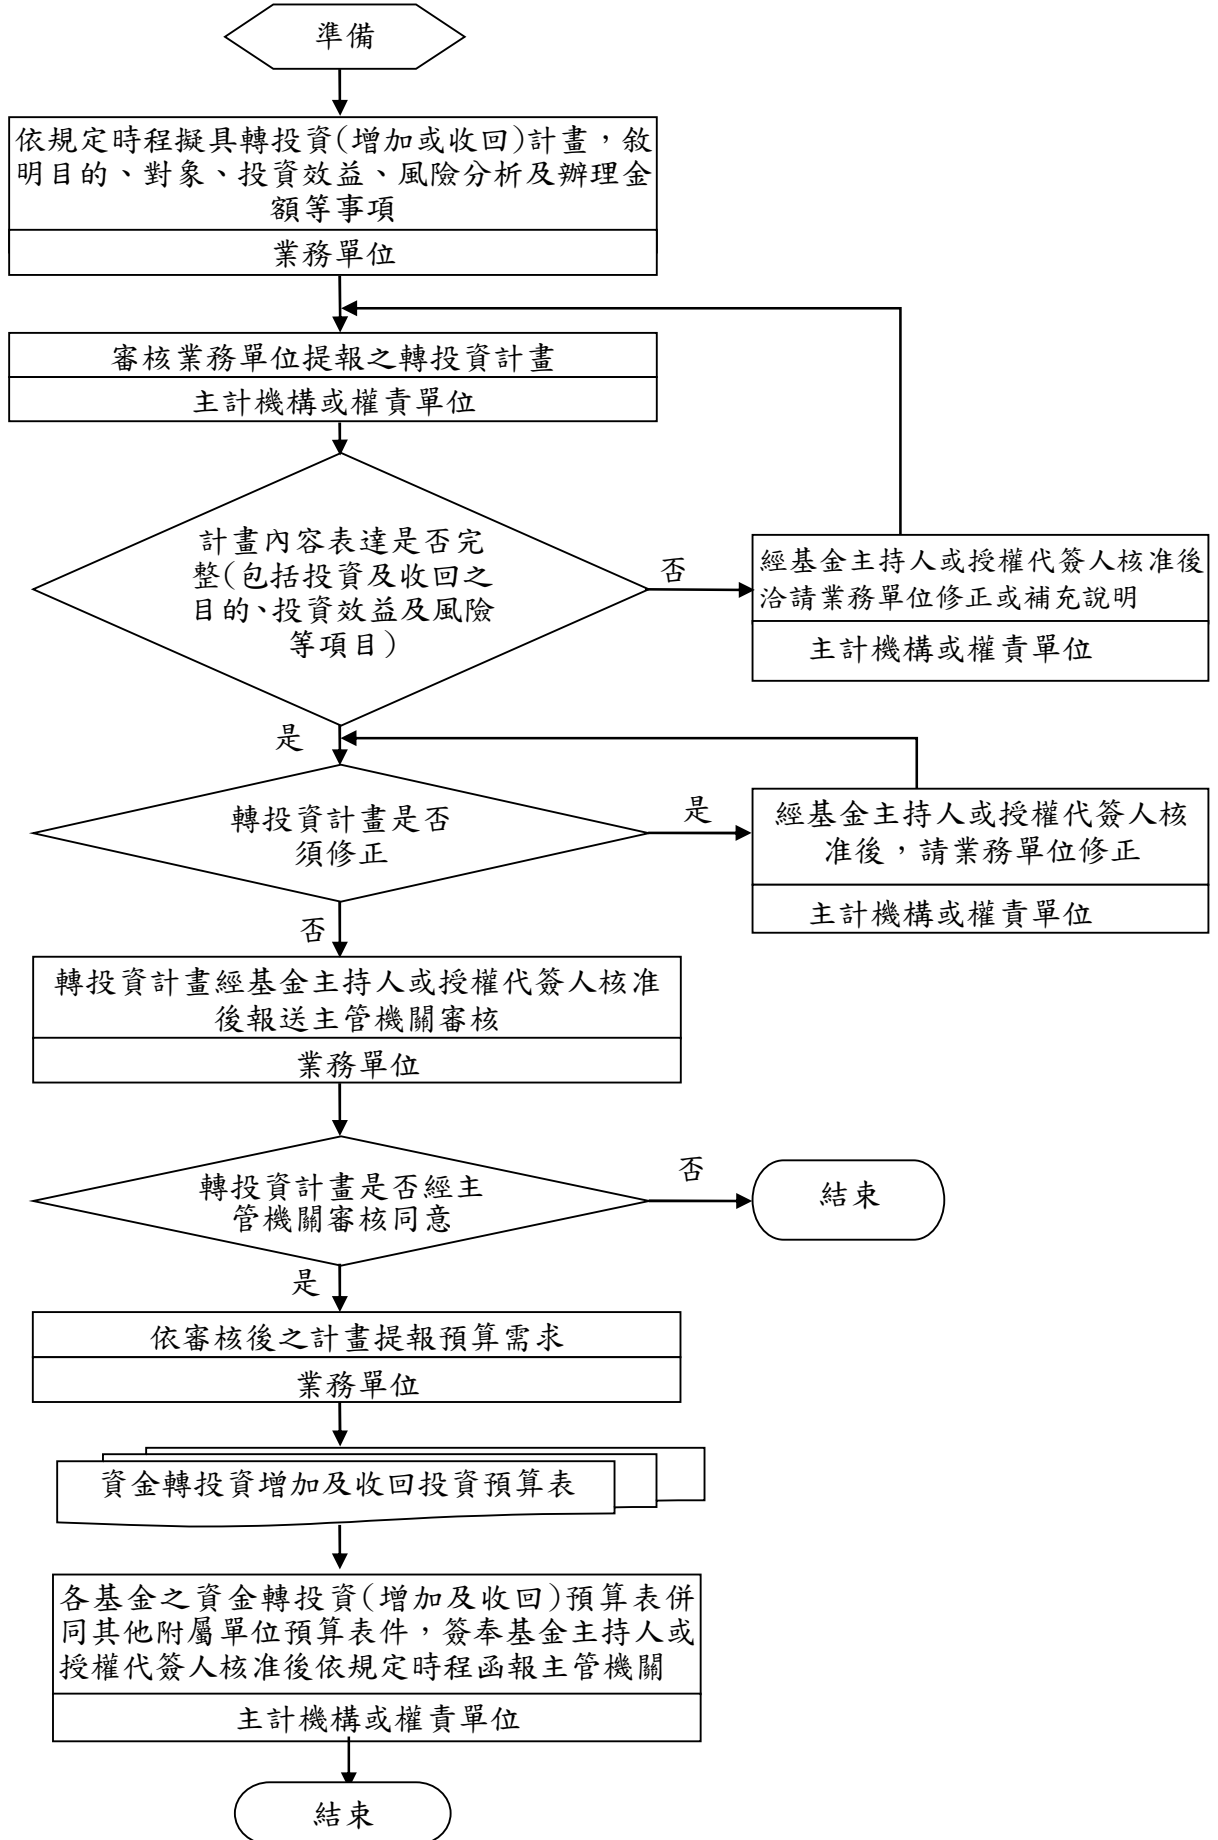 準備
依規定時程擬具轉投資(增加或收回)計畫，敘
明目的、對象、投資效益、風險分析及辦理金
額等事項
業務單位
審核業務單位提報之轉投資計畫
主計機構或權責單位
計畫內容表達是否完
整(包括投資及收回之
目的、投資效益及風險
等項目)
否
經基金主持人或授權代簽人核准後
洽請業務單位修正或補充說明
主計機構或權責單位
是
轉投資計畫是否
須修正
是
經基金主持人或授權代簽人核
准後，請業務單位修正
主計機構或權責單位
否
轉投資計畫經基金主持人或授權代簽人核准
後報送主管機關審核
業務單位
轉投資計畫是否經主
管機關審核同意
否
結束
是
依審核後之計畫提報預算需求
業務單位
資金轉投資增加及收回投資預算表
各基金之資金轉投資(增加及收回)預算表併
同其他附屬單位預算表件，簽奉基金主持人或
授權代簽人核准後依規定時程函報主管機關
主計機構或權責單位
結束